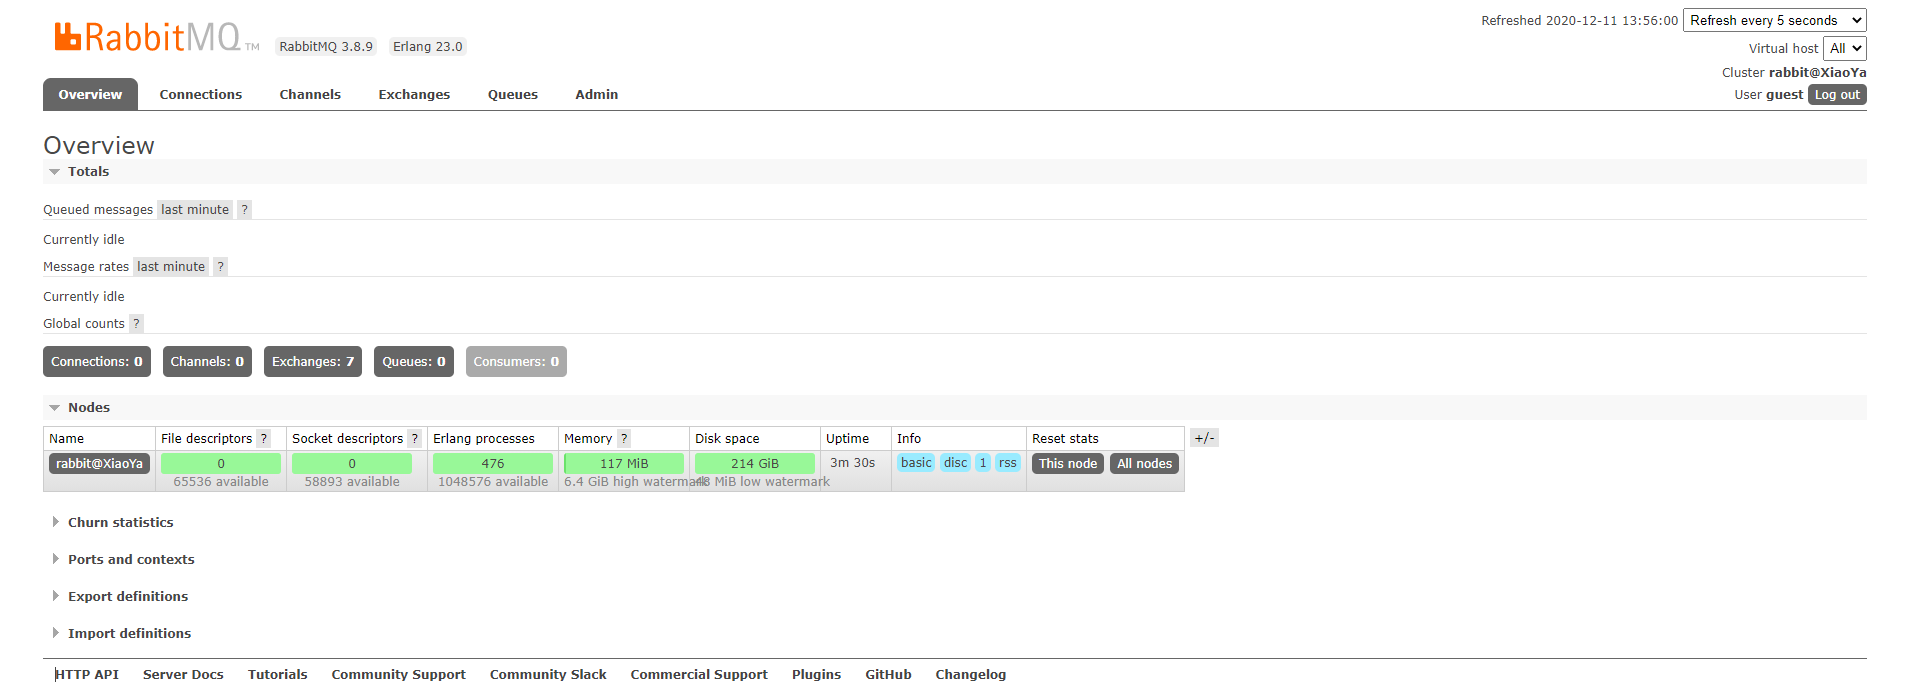 RabbitMQ TM RabbitMQ 3.8.9 Erlang 23.0
Refreshed 2020-12-11 13:56:00 Refresh every 5 seconds
Virtual host All
Cluster rabbit@XiaoYa
User guest Log out
Overview Connections Channels Exchanges Queues Admin
Overview
Totals
Queued messages last minute ?
Currently idle
Message rates last minute ?
Currently idle
Global counts ?
Connections: 0 Channels: 0 Exchanges: 7 Queues: 0 Consumers: 0
Nodes
Name File descriptors ? Socket descriptors ? Erlang processes Memory ? Disk space Uptime Info Reset stats +/-
rabbit@XiaoYa 0 0 476 117 MiB 214 GiB 3m 30s basic disc 1 rss This node All nodes
65536 available 58893 available 1048576 available 6.4 GiB high watermark 48 MiB low watermark
Churn statistics
Ports and contexts
Export definitions
Import definitions
HTTP API Server Docs Tutorials Community Support Community Slack Commercial Support Plugins GitHub Changelog